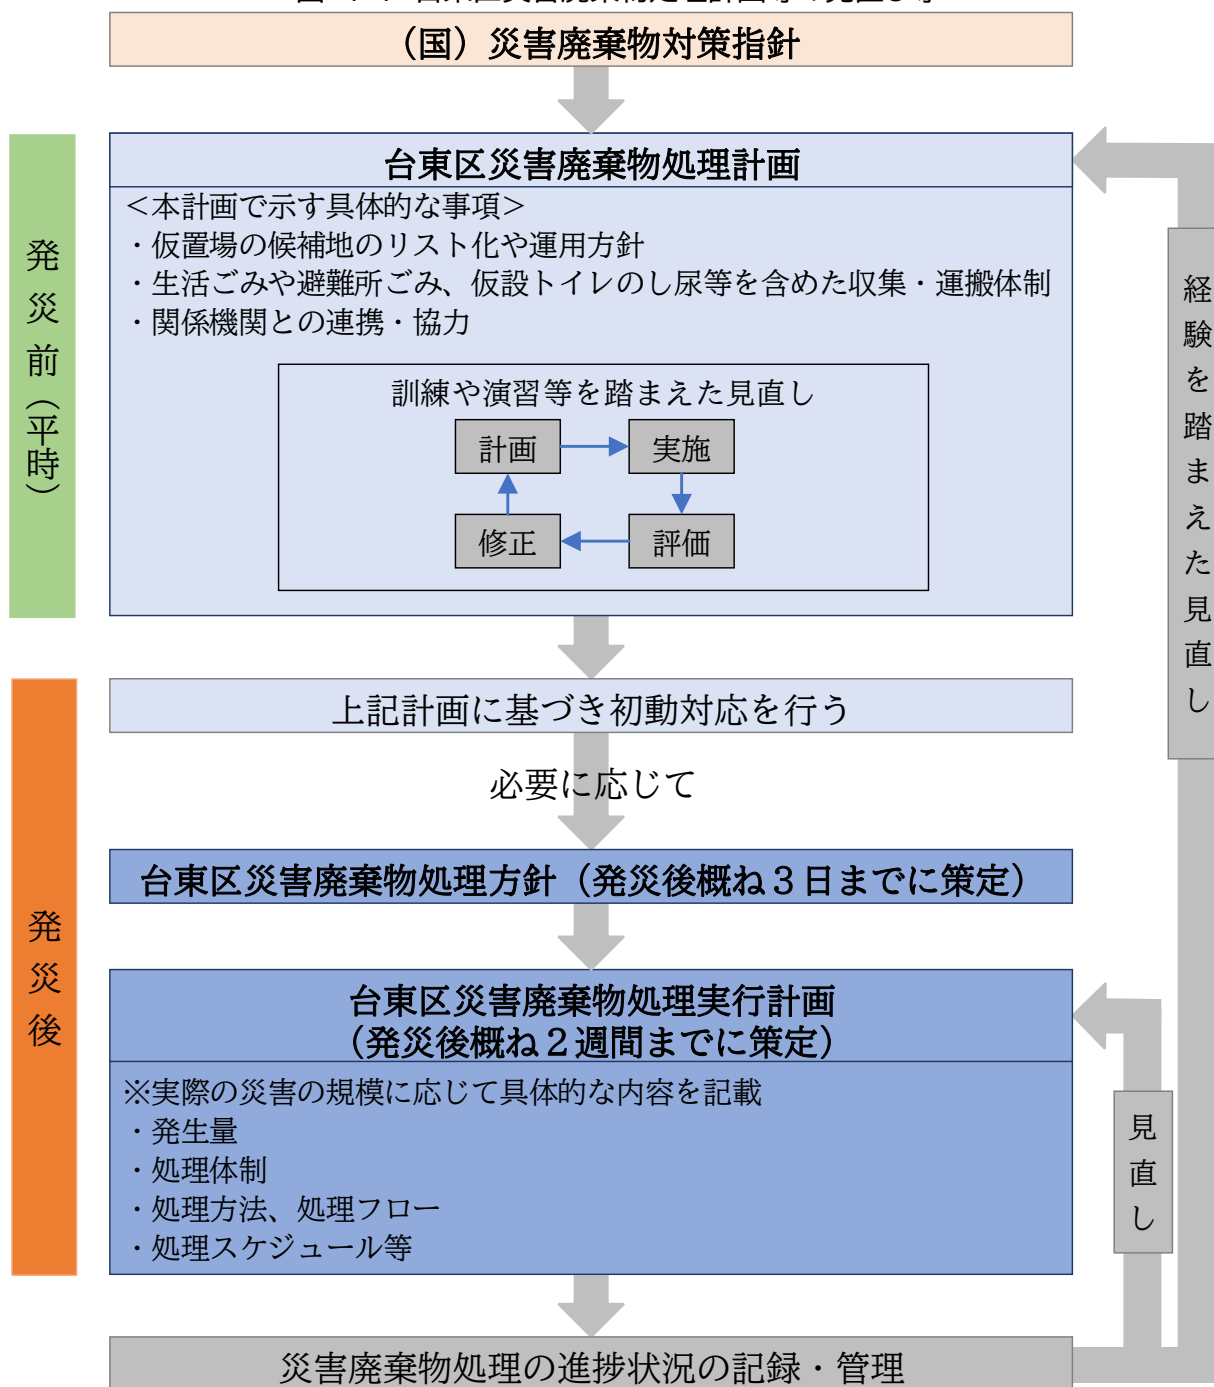 （国）災害廃棄物対策指針
発災前（平時）
台東区災害廃棄物処理計画
＜本計画で示す具体的な事項＞
・仮置場の候補地のリスト化や運用方針
・生活ごみや避難所ごみ、仮設トイレのし尿等を含めた収集・運搬体制
・関係機関との連携・協力
訓練や演習等を踏まえた見直し
計画
実施
修正
評価
経験を踏まえた見直し
発災後
上記計画に基づき初動対応を行う
必要に応じて
台東区災害廃棄物処理方針（発災後概ね３日までに策定）
台東区災害廃棄物処理実行計画
（発災後概ね２週間までに策定）
※実際の災害の規模に応じて具体的な内容を記載
・発生量
・処理体制
・処理方法、処理フロー
・処理スケジュール等
見直し
災害廃棄物処理の進捗状況の記録・管理